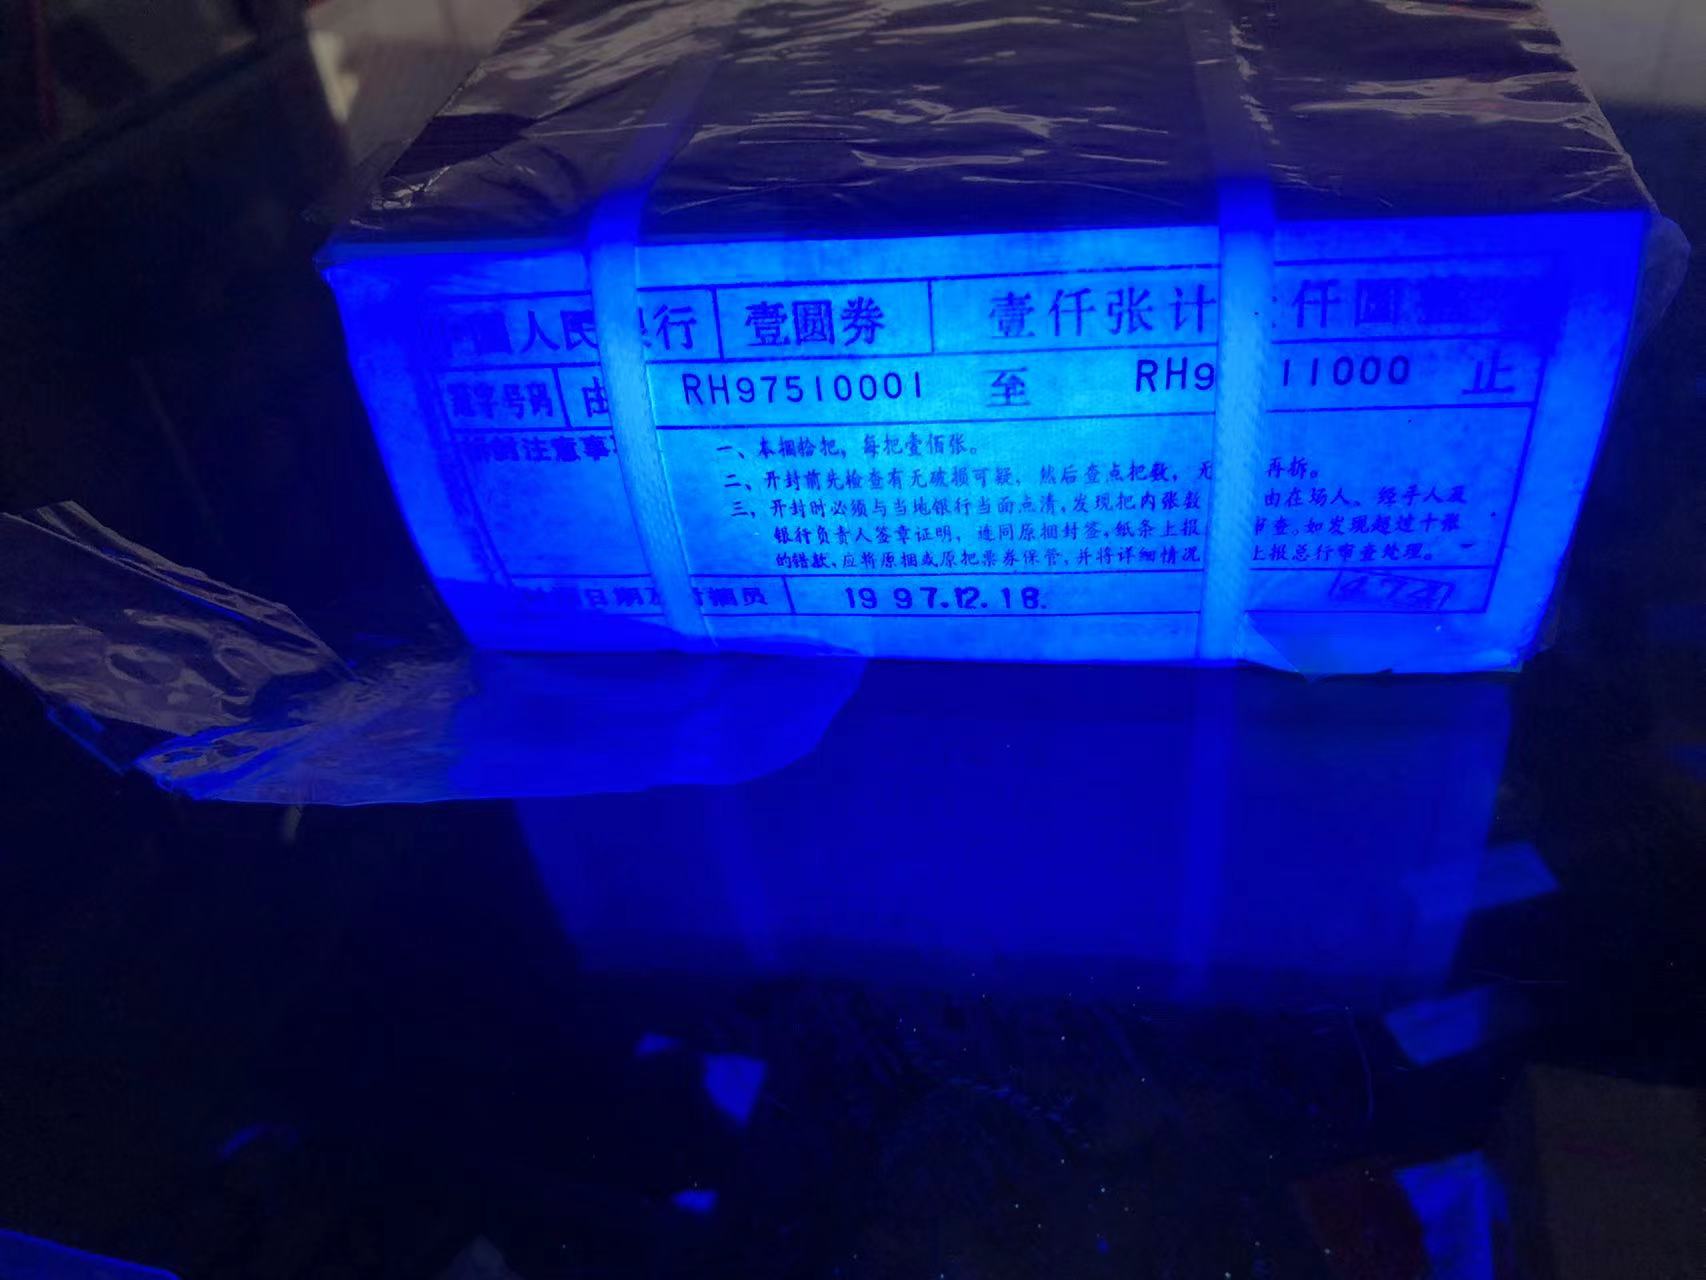 国人民 银行 壹圆券 壹仟张计 仟圆
冠字号码 由 RH97510001 至 RH9 11000 止
拆封注意事
一、本捆拾把，每把壹佰张。
二、开封前先检查有无破损可疑，然后查点把数，无 再拆。
三、开封时必须与当地银行当面点清，发现把内张数 由在场人、经手人及
银行负责人签章证明，连同原捆封签，纸条上报 审查。如发现超过十张
的错款，应将原捆或原把票券保管，并将详细情况 上报总行审查处理。
日期及 捆员 1997.12.18.